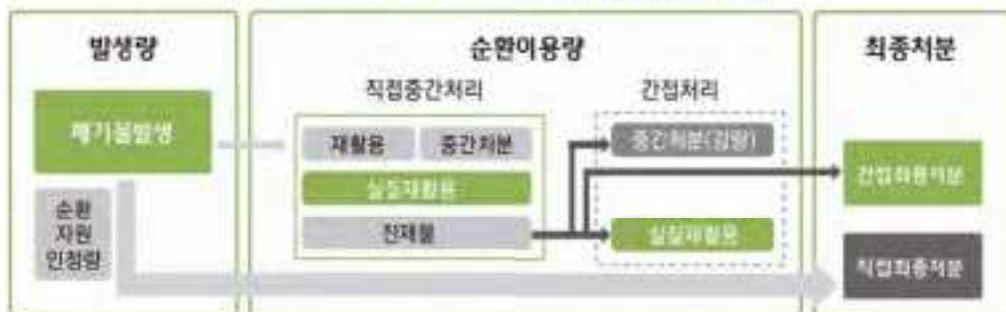 발생량
순환이용량
최종처분
직접중간처리
간접처리
폐기물발생
재활용
중간처분
중간처분(감량)
실질재활용
간접최종처분
순환
자원
인정량
잔재물
실질재활용
직접최종처분